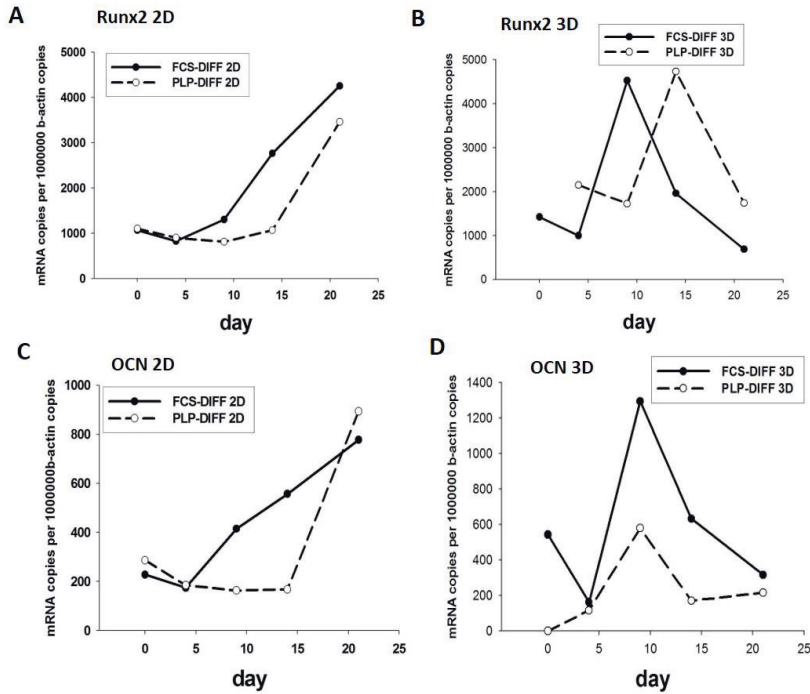 A
Runx2 2D
FCS-DIFF 2D
PLP-DIFF 2D
mRNA copies per 1000000 b-actin copies
5000
4000
3000
2000
1000
0
0 5 10 15 20 25
day
B
Runx2 3D
FCS-DIFF 3D
PLP-DIFF 3D
mRNA copies per 1000000 b-actin copies
5000
4000
3000
2000
1000
0
0 5 10 15 20 25
day
C
OCN 2D
FCS-DIFF 2D
PLP-DIFF 2D
mRNA copies per 1000000b-actin copies
1000
800
600
400
200
0
0 5 10 15 20 25
day
D
OCN 3D
FCS-DIFF 3D
PLP-DIFF 3D
mRNA copies per 1000000 b-actin copies
1400
1200
1000
800
600
400
200
0
0 5 10 15 20 25
day